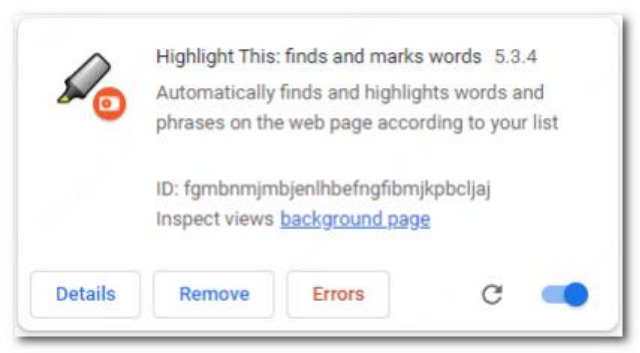 Highlight This: finds and marks words 5.3.4
Automatically finds and highlights words and
phrases on the web page according to your list
ID: fgmbnmjmbjenlhbefngfibmjkpbcljaj
Inspect views background page
Details Remove Errors